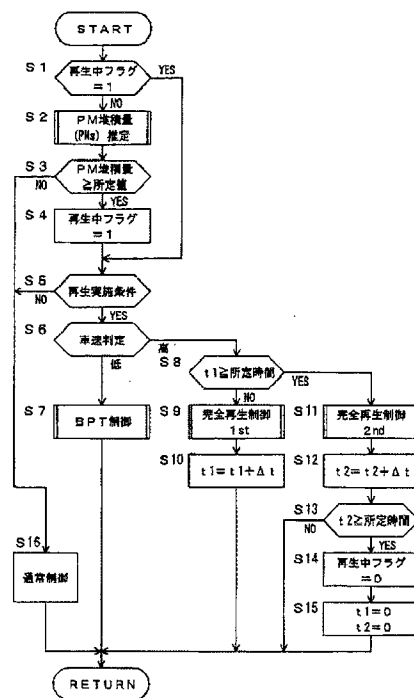 START
S1
再生中フラグ
=1
YES
NO
S2
PM堆積量
(PMs) 推定
S3
NO
PM堆積量
≧所定値
YES
S4
再生中フラグ
=1
S5
NO
再生実施条件
YES
S6
車速判定
高
低
S7
BPT制御
S8
t1≧所定時間
YES
NO
S9
完全再生制御
1st
S10
t1=t1+Δt
S11
完全再生制御
2nd
S12
t2=t2+Δt
S13
NO
t2≧所定時間
YES
S14
再生中フラグ
=0
S15
t1=0
t2=0
S16
通常制御
RETURN